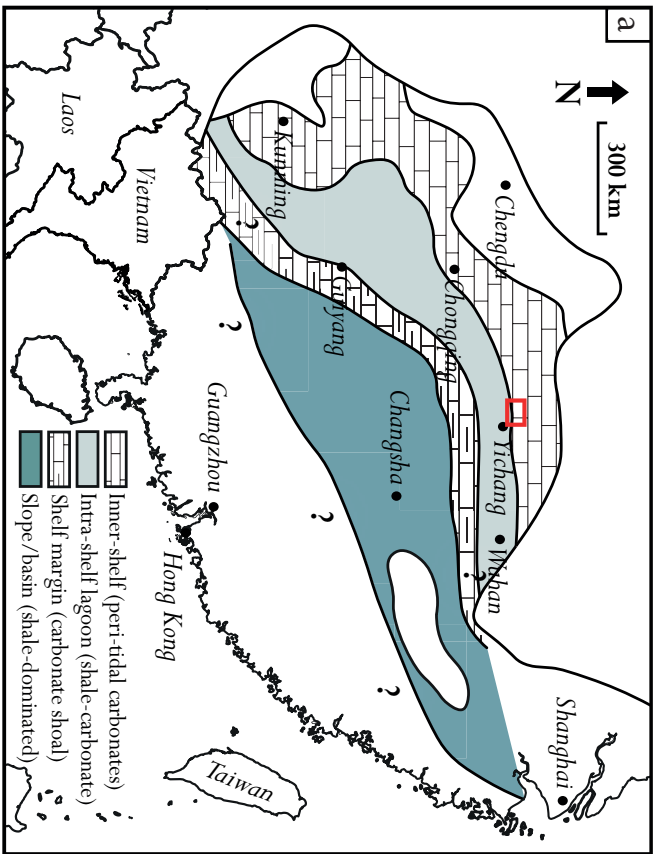 a
N
300 km
Chengdu
Chongqing
Kunming
Guiyang
Yichang
Wuhan
Changsha
Shanghai
Guangzhou
Hong Kong
Taiwan
Laos
Vietnam
?
?
?
?
?
Inner-shelf (peri-tidal carbonates)
Intra-shelf lagoon (shale-carbonate)
Shelf margin (carbonate shoal)
Slope/basin (shale-dominated)